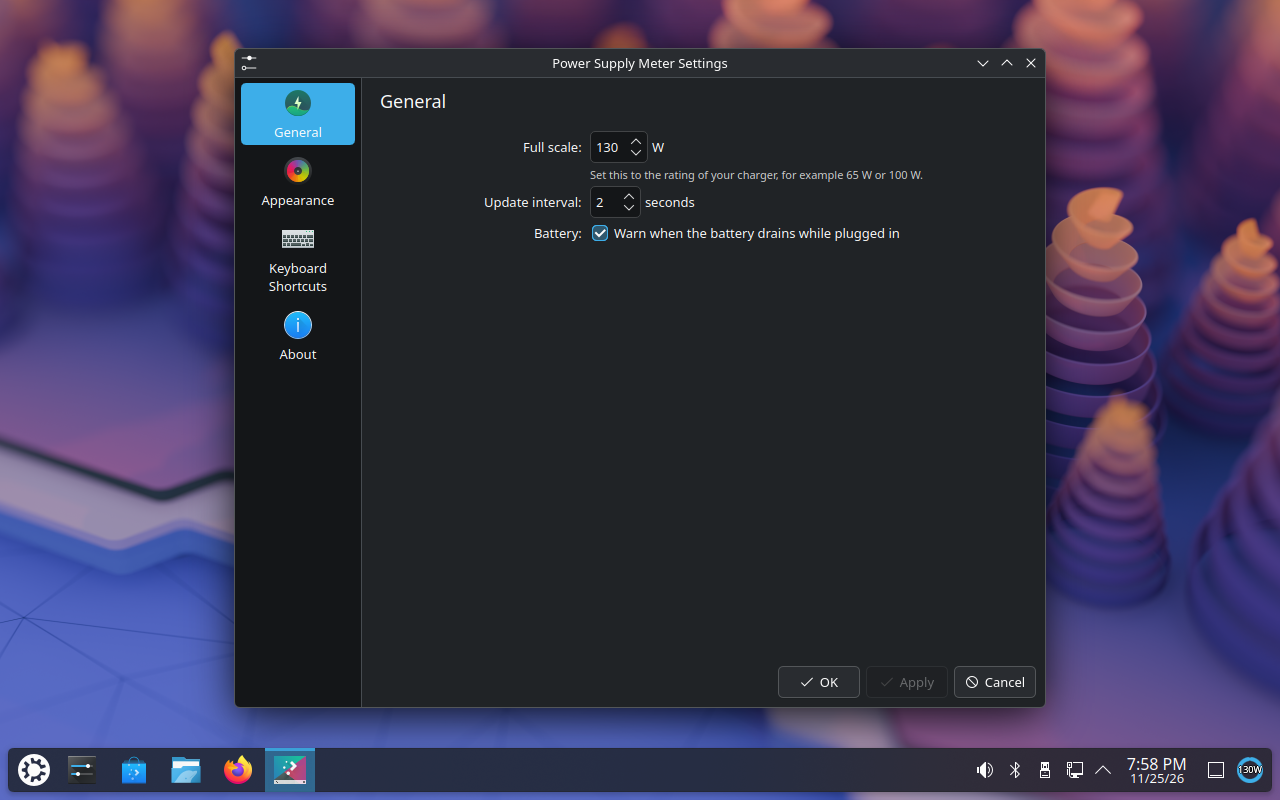 Power Supply Meter Settings
General
General
Full scale: 130 W
Set this to the rating of your charger, for example 65 W or 100 W.
Appearance
Update interval: 2 seconds
Battery: Warn when the battery drains while plugged in
Keyboard
Shortcuts
About
OK
Apply
Cancel
7:58 PM
11/25/26
130W